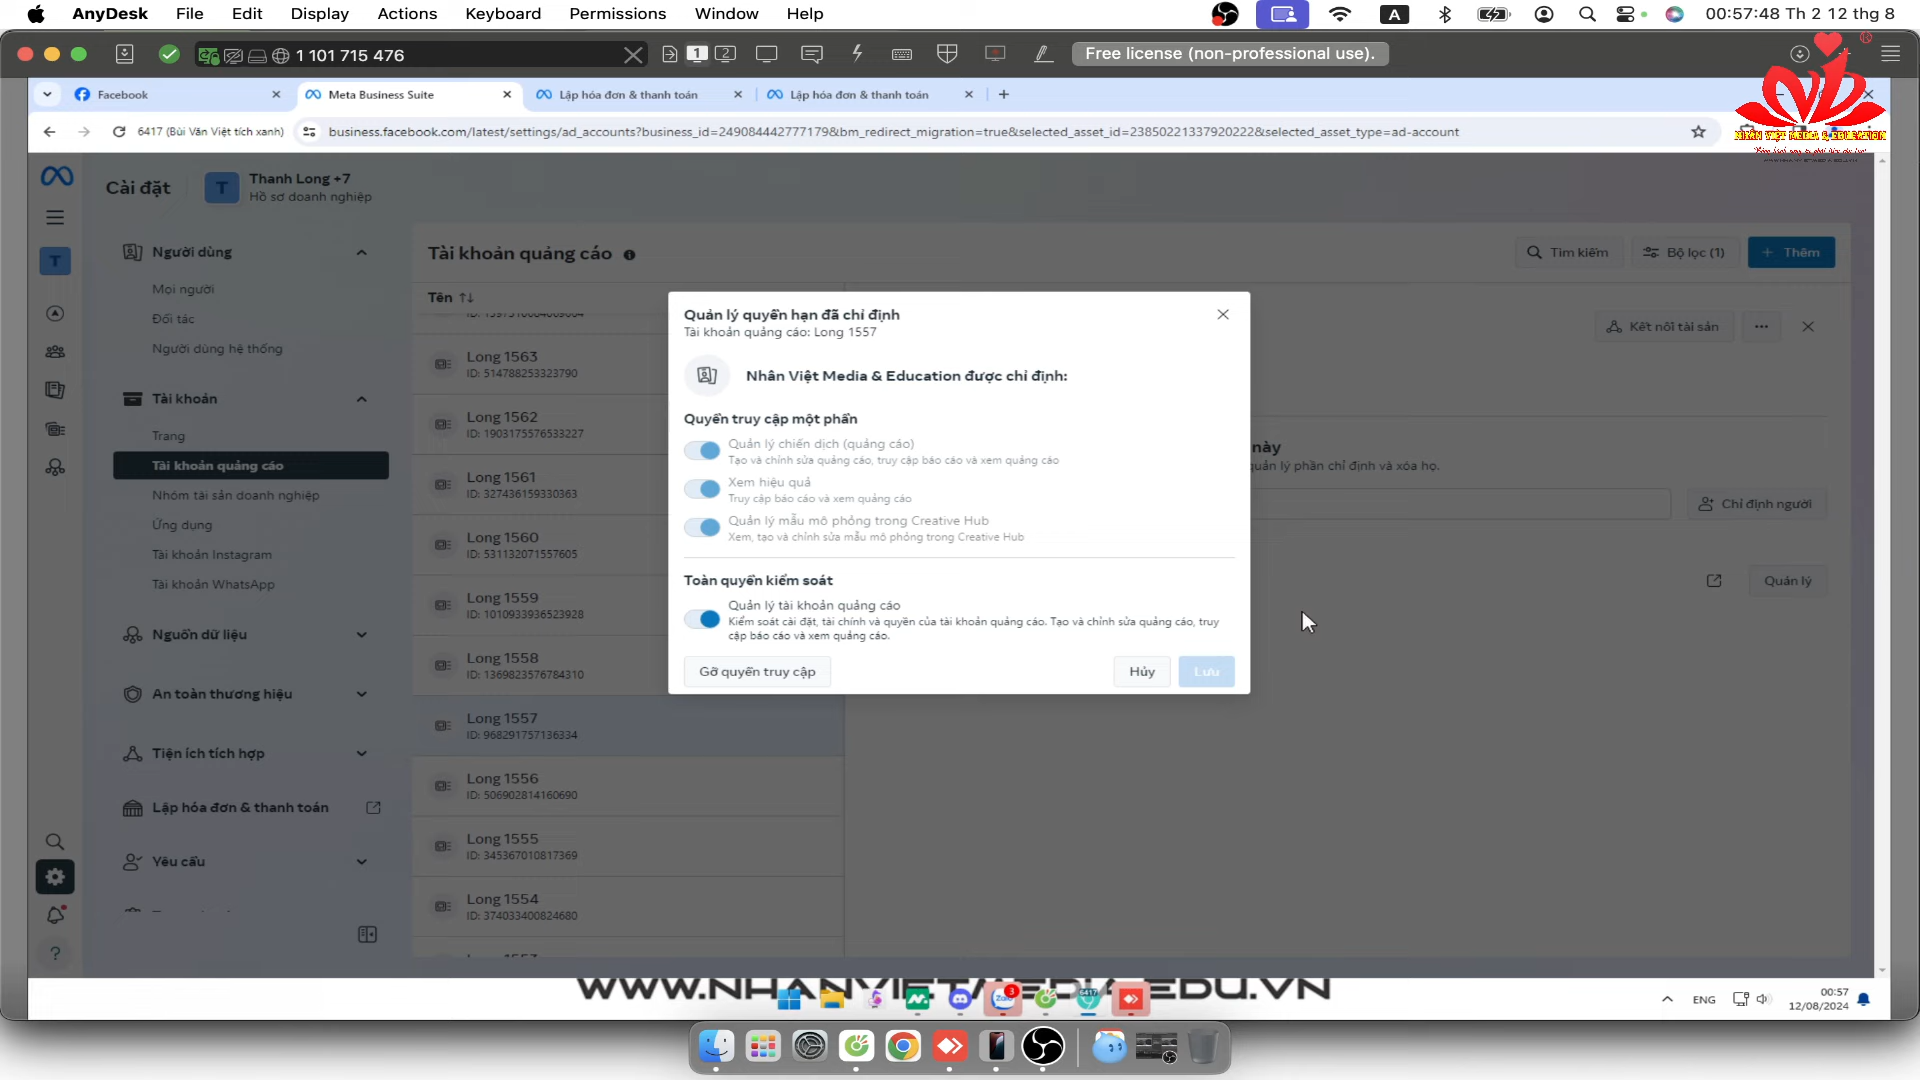 AnyDesk File Edit Display Actions Keyboard Permissions Window Help
A
00:57:48 Th 2 12 thg 8
1 101 715 476
1 2
Free license (non-professional use).
Facebook
Meta Business Suite
Lập hóa đơn & thanh toán
Lập hóa đơn & thanh toán
6417 (Bùi Văn Việt tích xanh)
business.facebook.com/latest/settings/ad_accounts?business_id=249084442777179&bm_redirect_migration=true&selected_asset_id=23850221337920222&selected_asset_type=ad-account
NHÂN VIỆT MEDIA & EDUCATION
Cài đặt
T
Thanh Long +7
Hồ sơ doanh nghiệp
T
Người dùng
Mọi người
Đối tác
Người dùng hệ thống
Tài khoản
Trang
Tài khoản quảng cáo
Nhóm tài sản doanh nghiệp
Ứng dụng
Tài khoản Instagram
Tài khoản WhatsApp
Nguồn dữ liệu
An toàn thương hiệu
Tiện ích tích hợp
Lập hóa đơn & thanh toán
Yêu cầu
Tài khoản quảng cáo
Tìm kiếm
Bộ lọc (1)
+ Thêm
Tên
Long 1563
ID: 514788253323790
Long 1562
ID: 1903175576533227
Long 1561
ID: 327436159330363
Long 1560
ID: 531132071557605
Long 1559
ID: 1010933936523928
Long 1558
ID: 1369823576784310
Long 1557
ID: 968291757136334
Long 1556
ID: 506902814160690
Long 1555
ID: 345367010817369
Long 1554
ID: 374033400824680
Kết nối tài sản
này
quản lý phần chỉ định và xóa họ.
Chỉ định người
Quản lý
Quản lý quyền hạn đã chỉ định
Tài khoản quảng cáo: Long 1557
Nhân Việt Media & Education được chỉ định:
Quyền truy cập một phần
Quản lý chiến dịch (quảng cáo)
Tạo và chỉnh sửa quảng cáo, truy cập báo cáo và xem quảng cáo
Xem hiệu quả
Truy cập báo cáo và xem quảng cáo
Quản lý mẫu mô phỏng trong Creative Hub
Xem, tạo và chỉnh sửa mẫu mô phỏng trong Creative Hub
Toàn quyền kiểm soát
Quản lý tài khoản quảng cáo
Kiểm soát cài đặt, tài chính và quyền của tài khoản quảng cáo. Tạo và chỉnh sửa quảng cáo, truy
cập báo cáo và xem quảng cáo.
Gỡ quyền truy cập
Hủy
Lưu
3
6417
ENG
00:57
12/08/2024